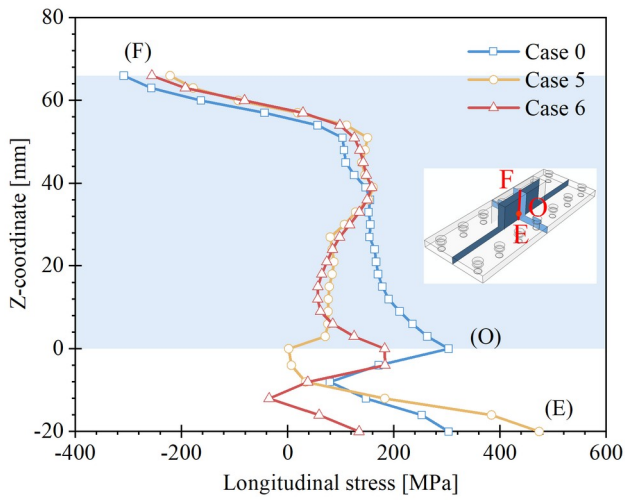 80
(F)
Case 0
Case 5
Case 6
60
40
20
0
-20
Z-coordinate [mm]
F
O
E
(O)
(E)
-400
-200
0
200
400
600
Longitudinal stress [MPa]